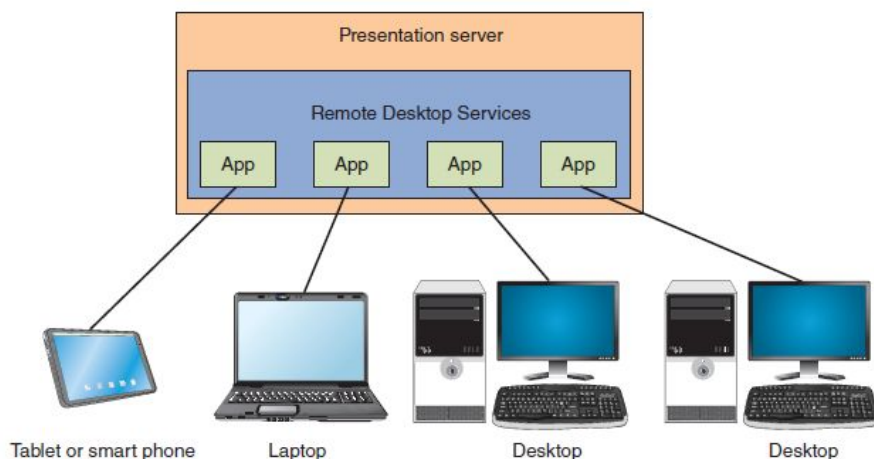 Presentation server
Remote Desktop Services
App App App App
Tablet or smart phone Laptop Desktop Desktop